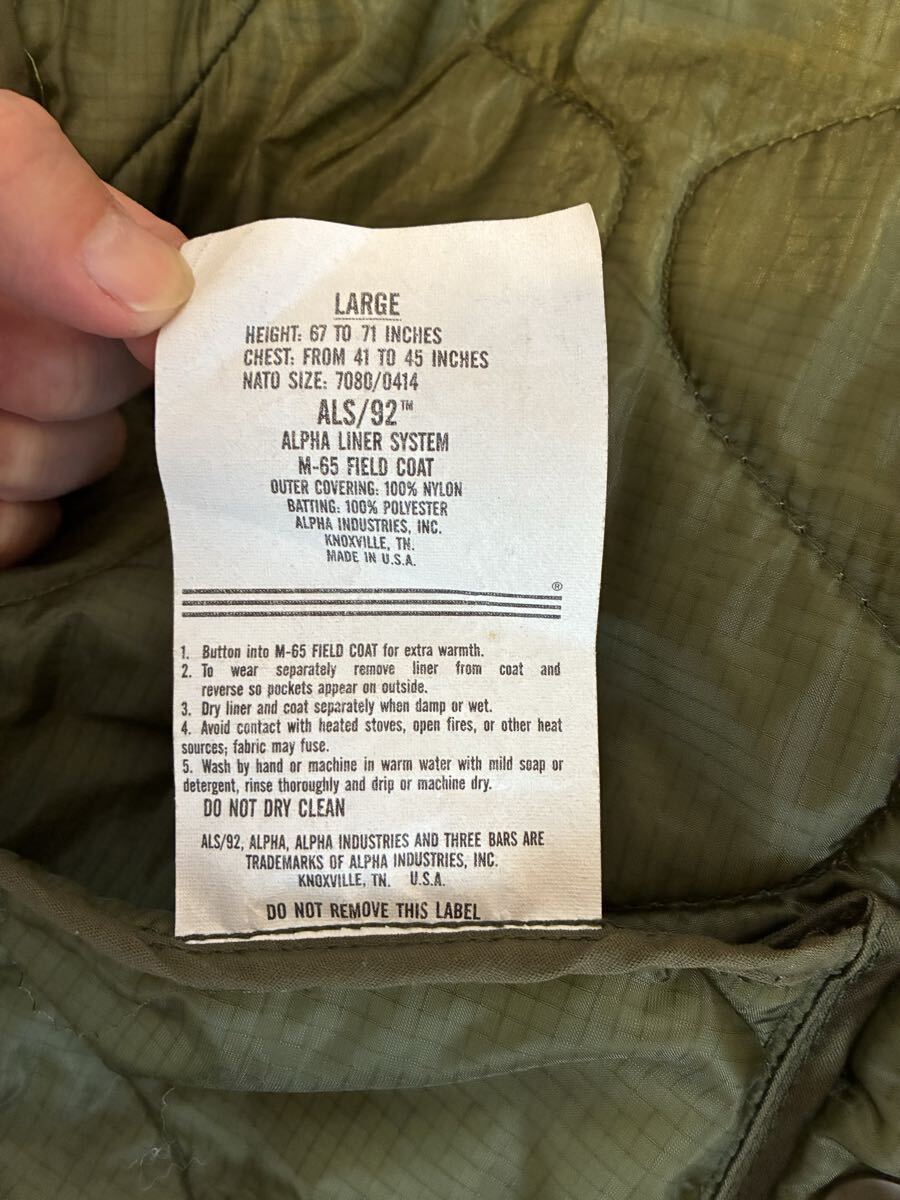 LARGE
HEIGHT: 67 TO 71 INCHES
CHEST: FROM 41 TO 45 INCHES
NATO SIZE: 7080/0414
ALS/92™
ALPHA LINER SYSTEM
M-65 FIELD COAT
OUTER COVERING: 100% NYLON
BATTING: 100% POLYESTER
ALPHA INDUSTRIES, INC.
KNOXVILLE, TN.
MADE IN U.S.A.
®
1. Button into M-65 FIELD COAT for extra warmth.
2. To wear separately remove liner from coat and
reverse so pockets appear on outside.
3. Dry liner and coat separately when damp or wet.
4. Avoid contact with heated stoves, open fires, or other heat
sources; fabric may fuse.
5. Wash by hand or machine in warm water with mild soap or
detergent, rinse thoroughly and drip or machine dry.
DO NOT DRY CLEAN
ALS/92, ALPHA, ALPHA INDUSTRIES AND THREE BARS ARE
TRADEMARKS OF ALPHA INDUSTRIES, INC.
KNOXVILLE, TN. U.S.A.
DO NOT REMOVE THIS LABEL